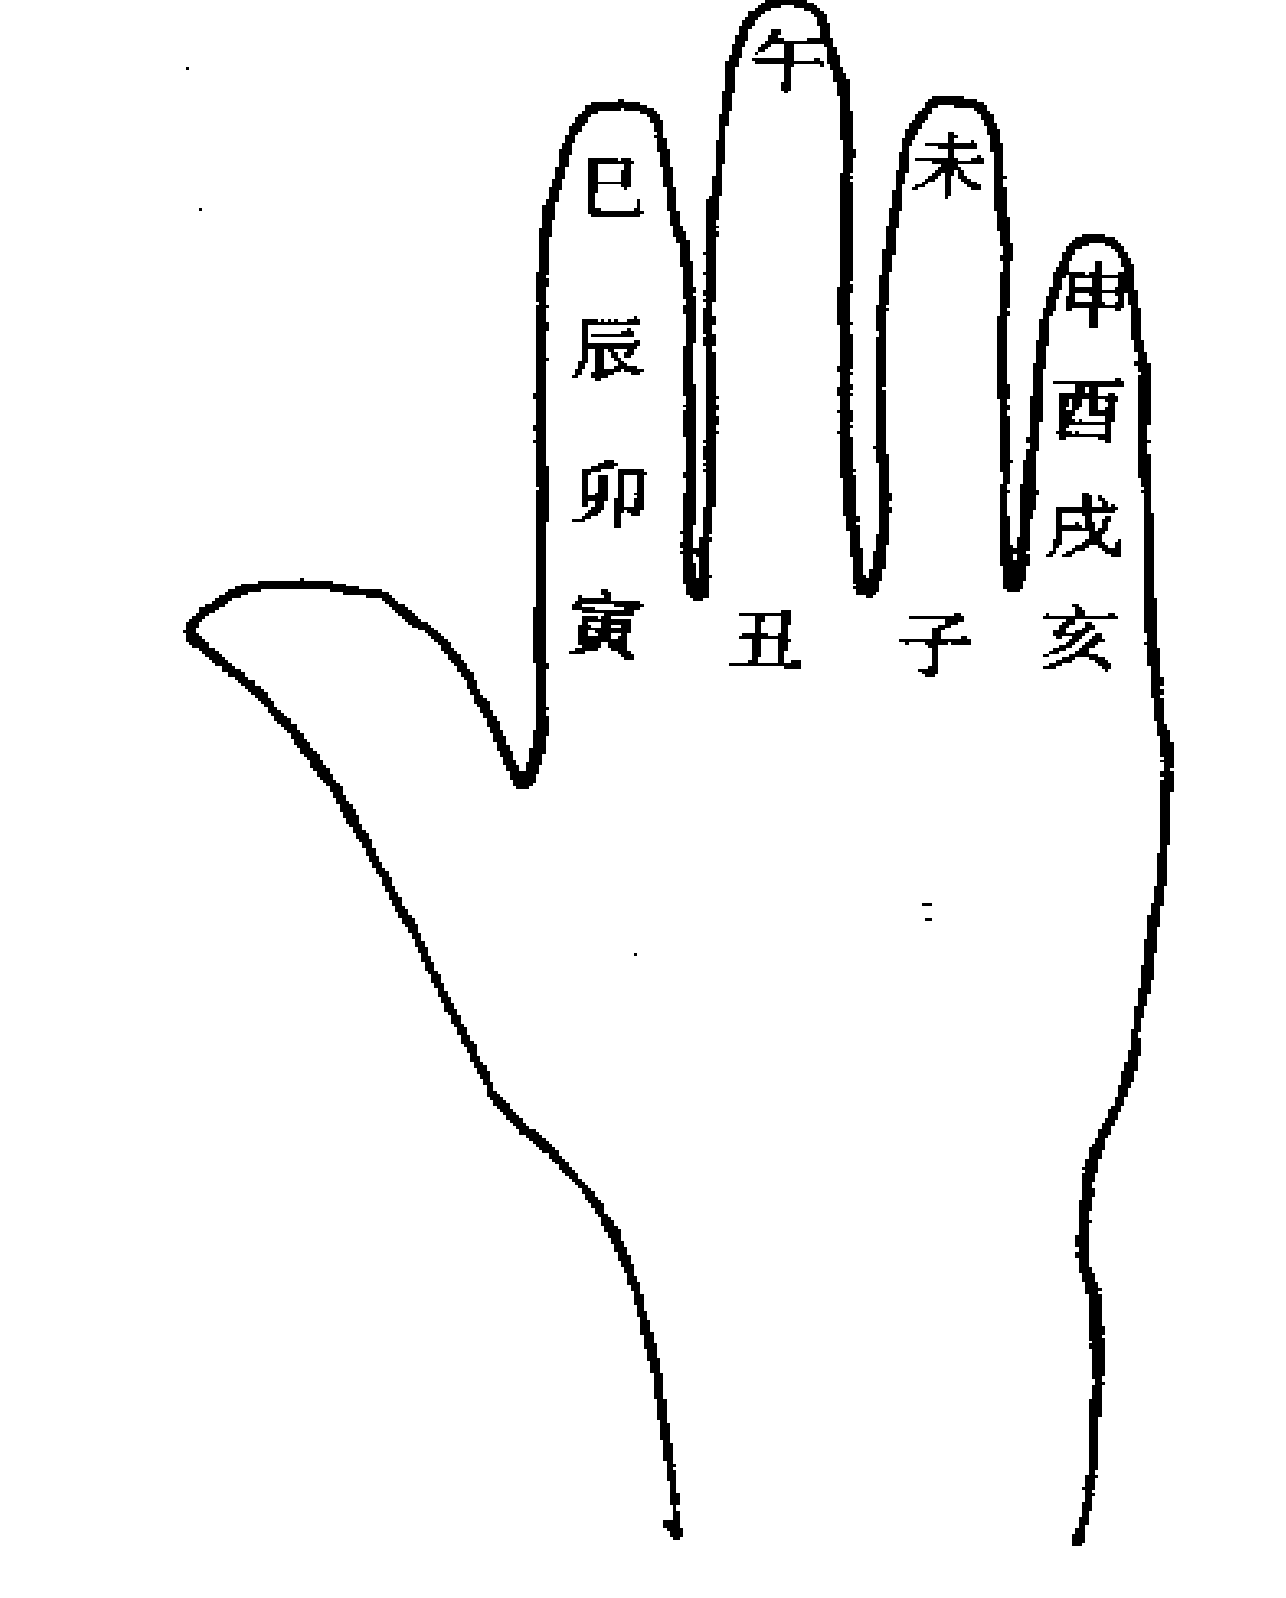 午
巳
未
申
辰
酉
卯
戌
寅
丑
子
亥